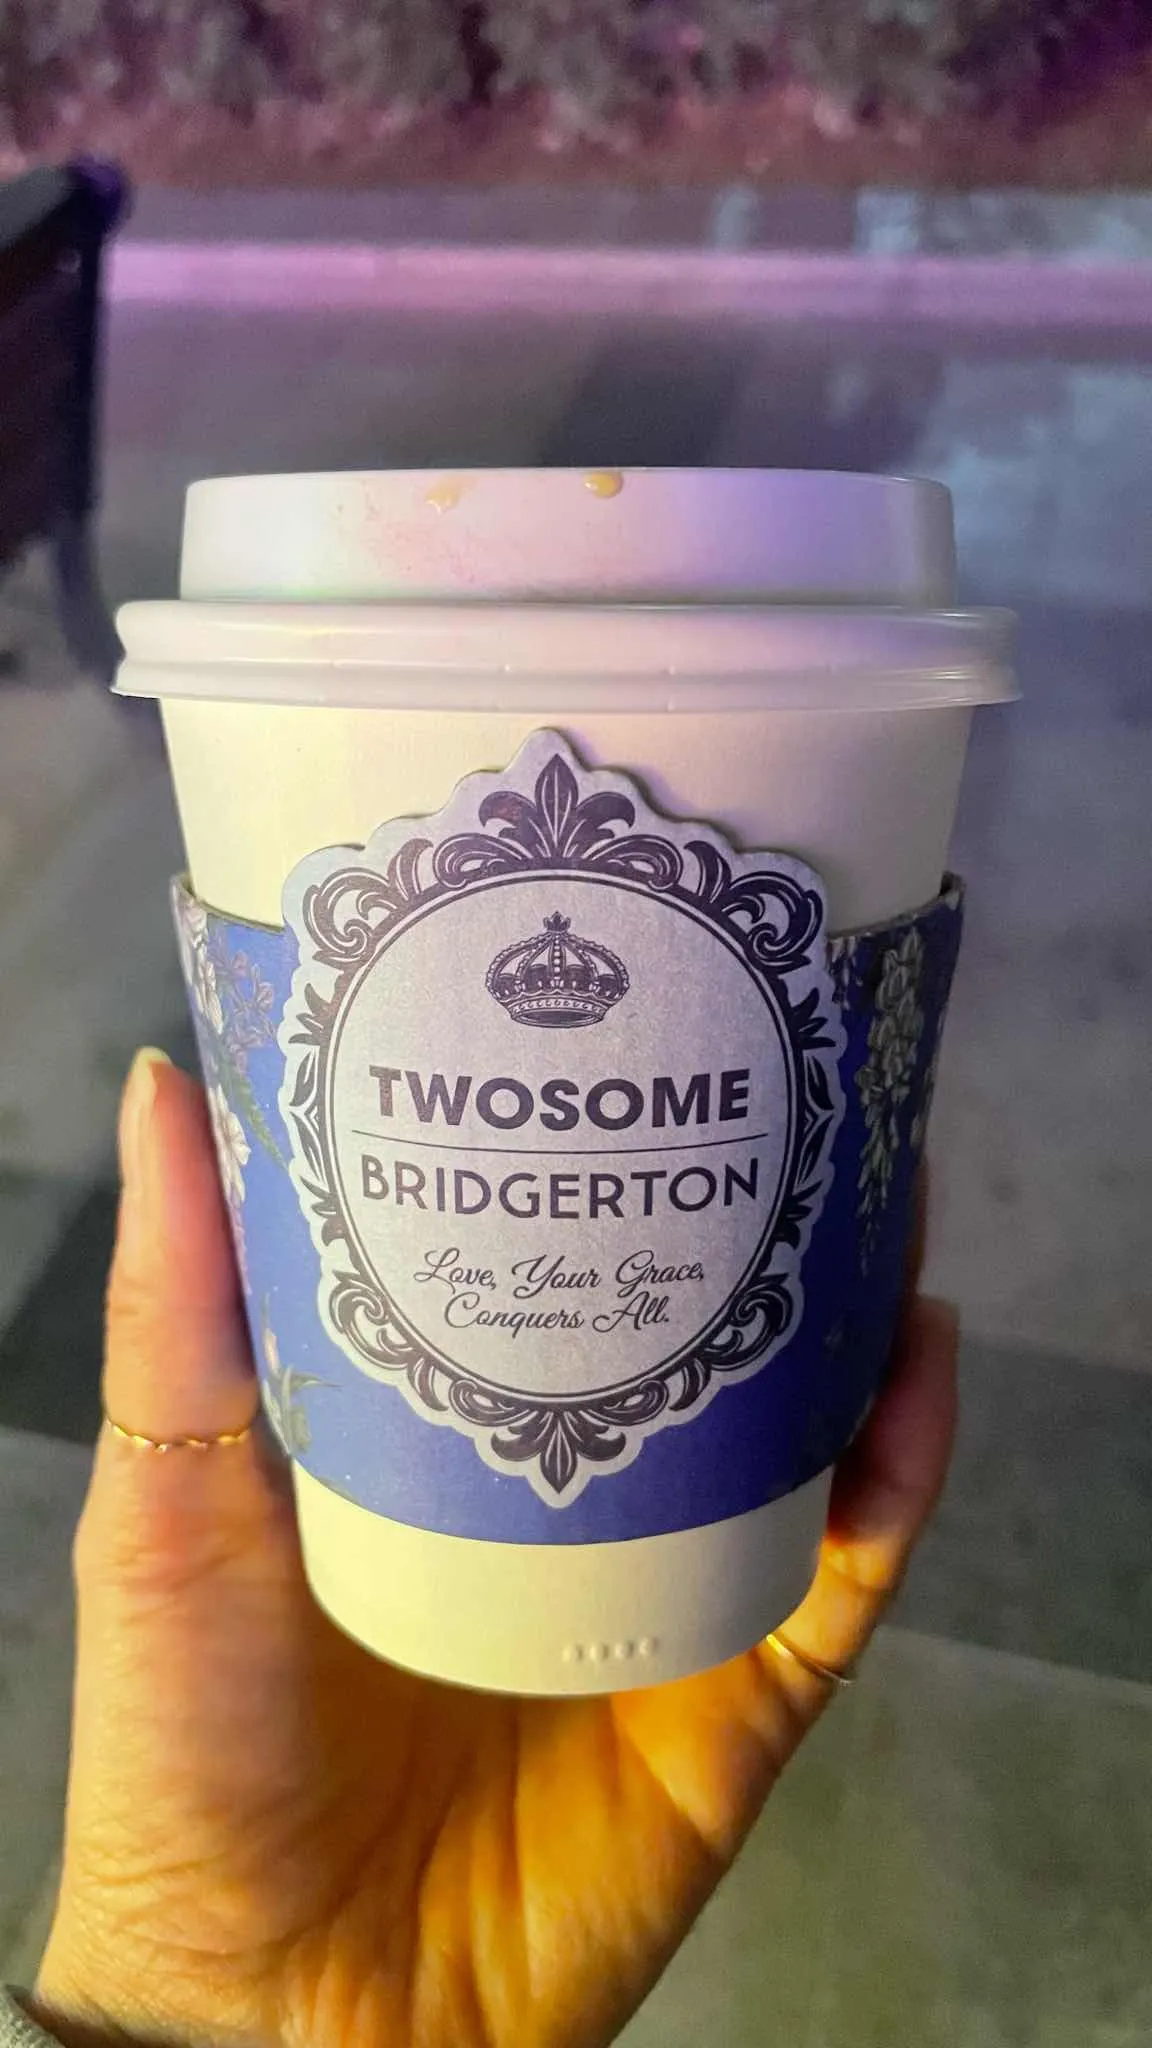 TWOSOME
BRIDGERTON
Love, Your Grace,
Conquers All.